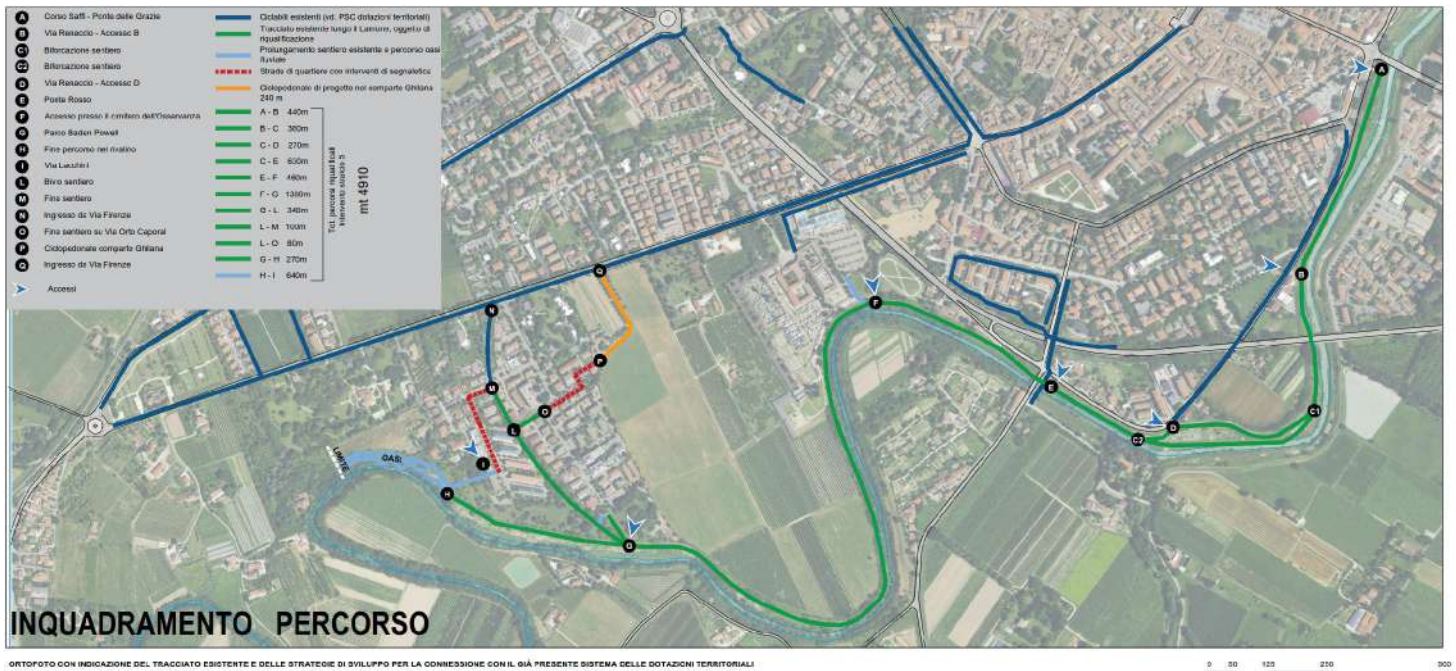 A Corso Saffi - Ponte delle Grazie
B Via Renaccio - Accesso B
C1 Biforcazione sentiero
C2 Biforcazione sentiero
D Via Renaccio - Accesso D
E Ponte Rosso
F Accesso presso il cimitero dell'Osservanza
G Parco Baden Powell
H Fine percorso nel rivalino
I Via Lacchini
L Bivio sentiero
M Fine sentiero
N Ingresso da Via Firenze
O Fine sentiero su Via Orto Caporal
P Ciclopedonale comparto Ghilana
Q Ingresso da Via Firenze
Accessi
Ciclabili esistenti (vd. PSC dotazioni territoriali)
Tracciato esistente lungo il Lamone, oggetto di
riqualificazione
Prolungamento sentiero esistente e percorso oasi
fluviale
Strade di quartiere con interventi di segnaletica
Ciclopedonale di progetto nel comparto Ghilana
240 m
A - B 440m
B - C 380m
C - D 270m
C - E
E - F 460m
F - G
G - L 340m
L - M 100m
L - O 80m
G - H 270m
H - I 640m
Tot. percorsi riqualificati
intervento stralcio
mt 4910
A
B
C1
C2
D
E
F
G
H
I
L
M
N
O
P
Q
LIMITE
OASI
INQUADRAMENTO PERCORSO
ORTOFOTO CON INDICAZIONE DEL TRACCIATO ESISTENTE E DELLE STRATEGIE DI SVILUPPO PER LA CONNESSIONE CON IL GIÀ PRESENTE SISTEMA DELLE DOTAZIONI TERRITORIALI
0 50 125 250 500